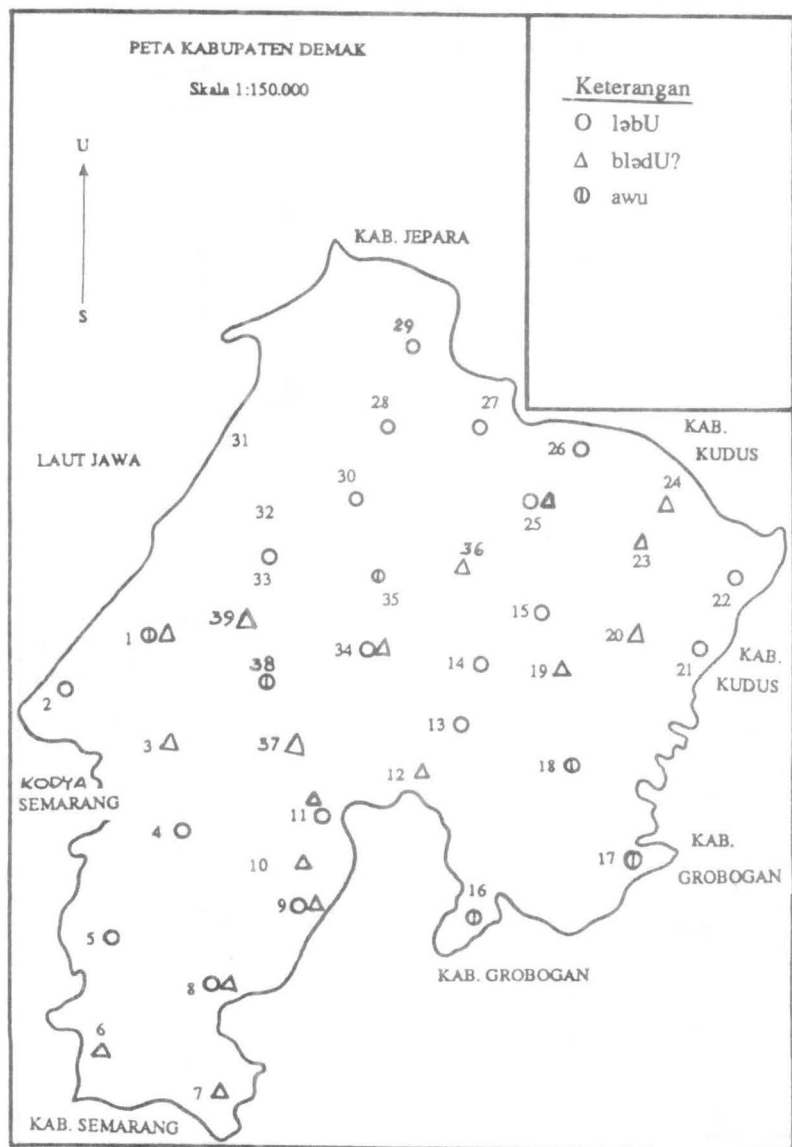 PETA KABUPATEN DEMAK
Skala 1:150.000
Keterangan
ləbU
blədU?
awu
U
S
KAB. JEPARA
29
28
27
31
26
KAB.
KUDUS
LAUT JAWA
30
24
32
25
36
23
33
35
22
39
15
1
20
34
14
19
21
KAB.
KUDUS
38
2
3
37
13
18
12
KODYA
SEMARANG
11
4
17
KAB.
GROBOGAN
10
16
9
5
KAB. GROBOGAN
8
6
7
KAB. SEMARANG